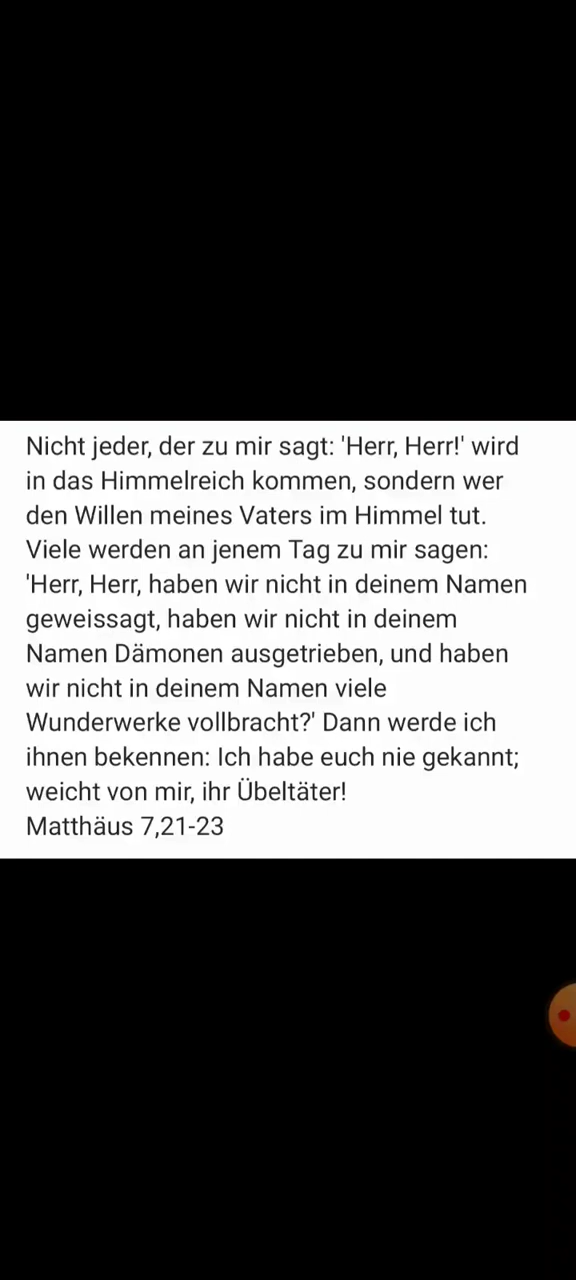 Nicht jeder, der zu mir sagt: 'Herr, Herr!' wird
in das Himmelreich kommen, sondern wer
den Willen meines Vaters im Himmel tut.
Viele werden an jenem Tag zu mir sagen:
'Herr, Herr, haben wir nicht in deinem Namen
geweissagt, haben wir nicht in deinem
Namen Dämonen ausgetrieben, und haben
wir nicht in deinem Namen viele
Wunderwerke vollbracht?' Dann werde ich
ihnen bekennen: Ich habe euch nie gekannt;
weicht von mir, ihr Übeltäter!
Matthäus 7,21-23